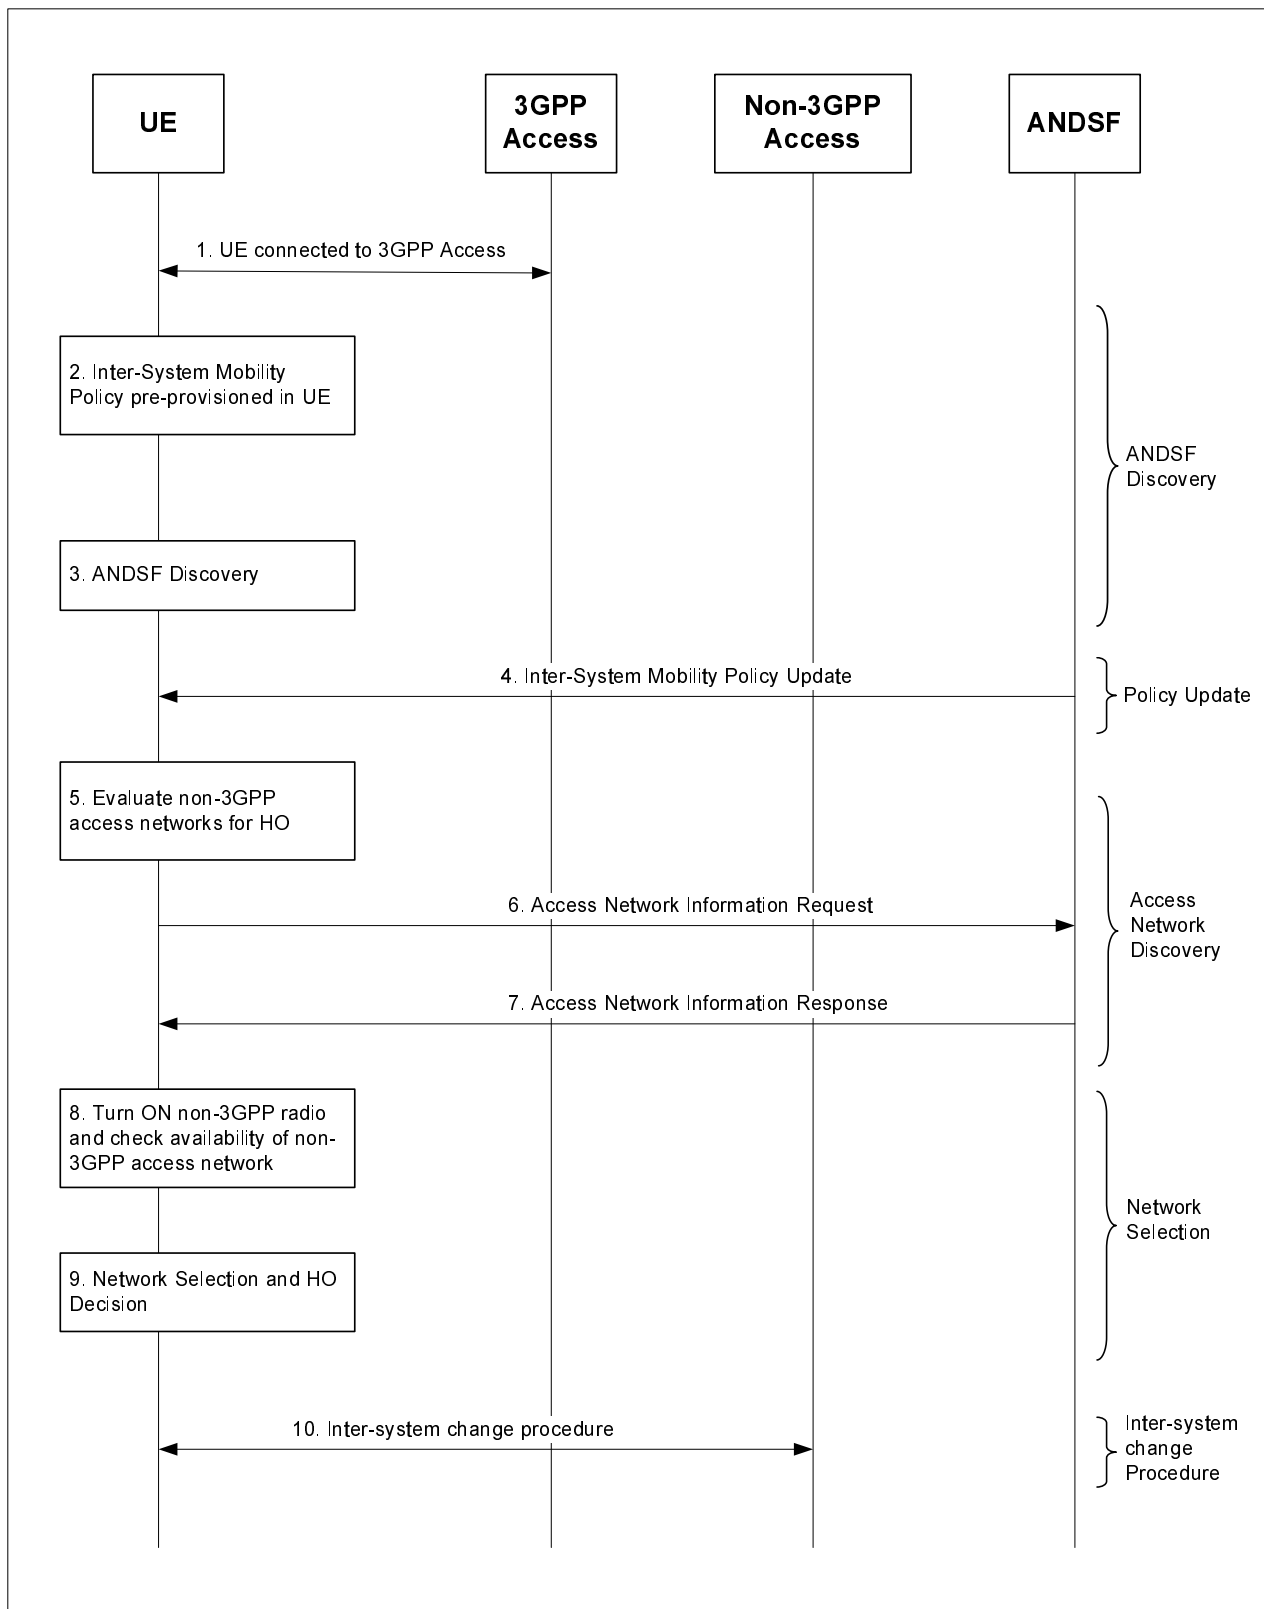 UE
3GPP
Access
Non-3GPP
Access
ANDSF
1. UE connected to 3GPP Access
2. Inter-System Mobility
Policy pre-provisioned in UE
ANDSF
Discovery
3. ANDSF Discovery
4. Inter-System Mobility Policy Update
Policy Update
5. Evaluate non-3GPP
access networks for HO
6. Access Network Information Request
Access
Network
Discovery
7. Access Network Information Response
8. Turn ON non-3GPP radio
and check availability of non-
3GPP access network
Network
Selection
9. Network Selection and HO
Decision
10. Inter-system change procedure
Inter-system
change
Procedure